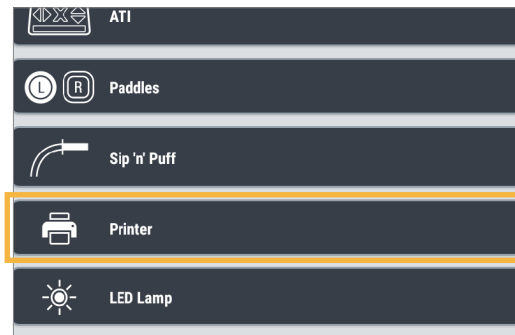 ATI
L R Paddles
Sip 'n' Puff
Printer
LED Lamp